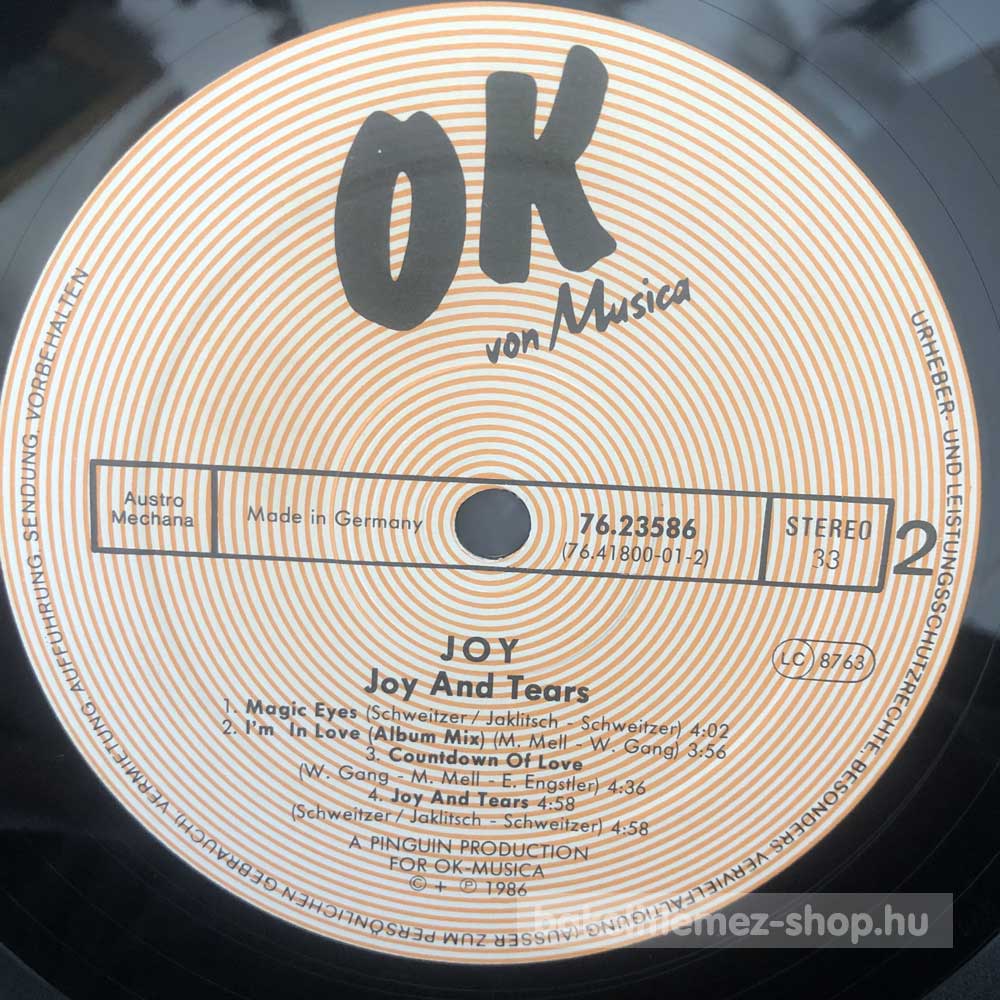 OK
von Musica
Austro
Mechana
Made in Germany
76.23586
(76.41800-01-2)
STEREO
33
2
LC 8763
JOY
Joy And Tears
1. Magic Eyes (Schweitzer / Jaklitsch - Schweitzer) 4:02
2. I'm In Love (Album Mix) (M. Mell - W. Gang) 3:56
3. Countdown Of Love
(W. Gang - M. Mell - E. Engstler) 4:36
4. Joy And Tears 4:58
(Schweitzer / Jaklitsch - Schweitzer) 4:58
A PINGUIN PRODUCTION
FOR OK-MUSICA
© + ℗ 1986
URHEBER- UND LEISTUNGSSCHUTZRECHTE, BESONDERS VERVIELFÄLTIGUNG (AUSSER ZUM PERSÖNLICHEN GEBRAUCH), VERMIETUNG, AUFFÜHRUNG, SENDUNG, VORBEHALTEN
bakelitlemez-shop.hu